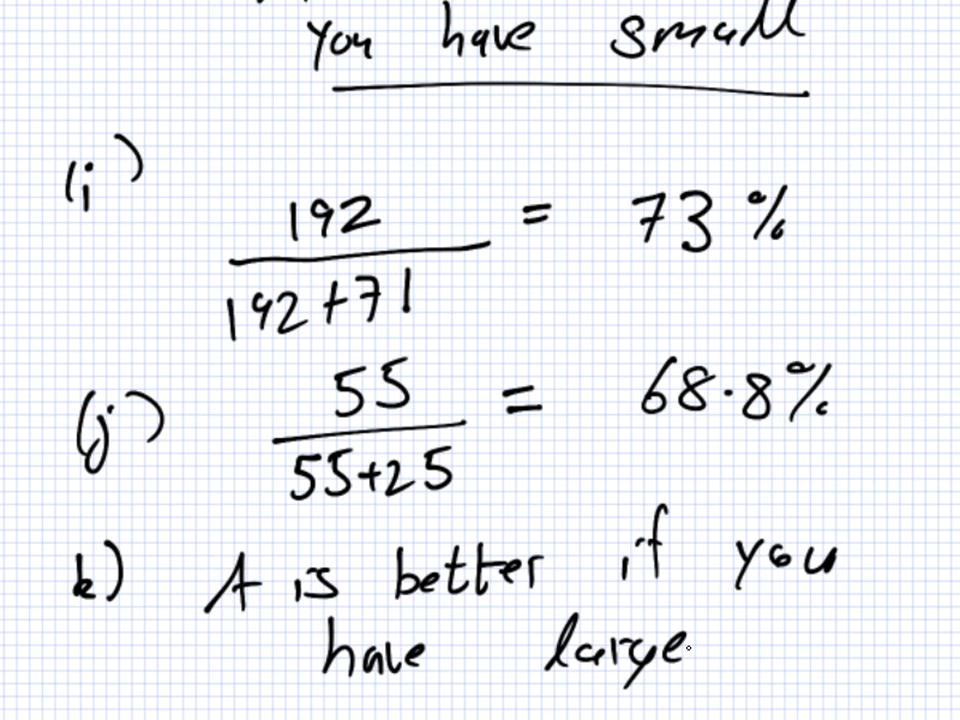 you have small
(i)
192 = 73%
192+71
(j) 55 = 68.8%
55+25
k) A is better if you
have large